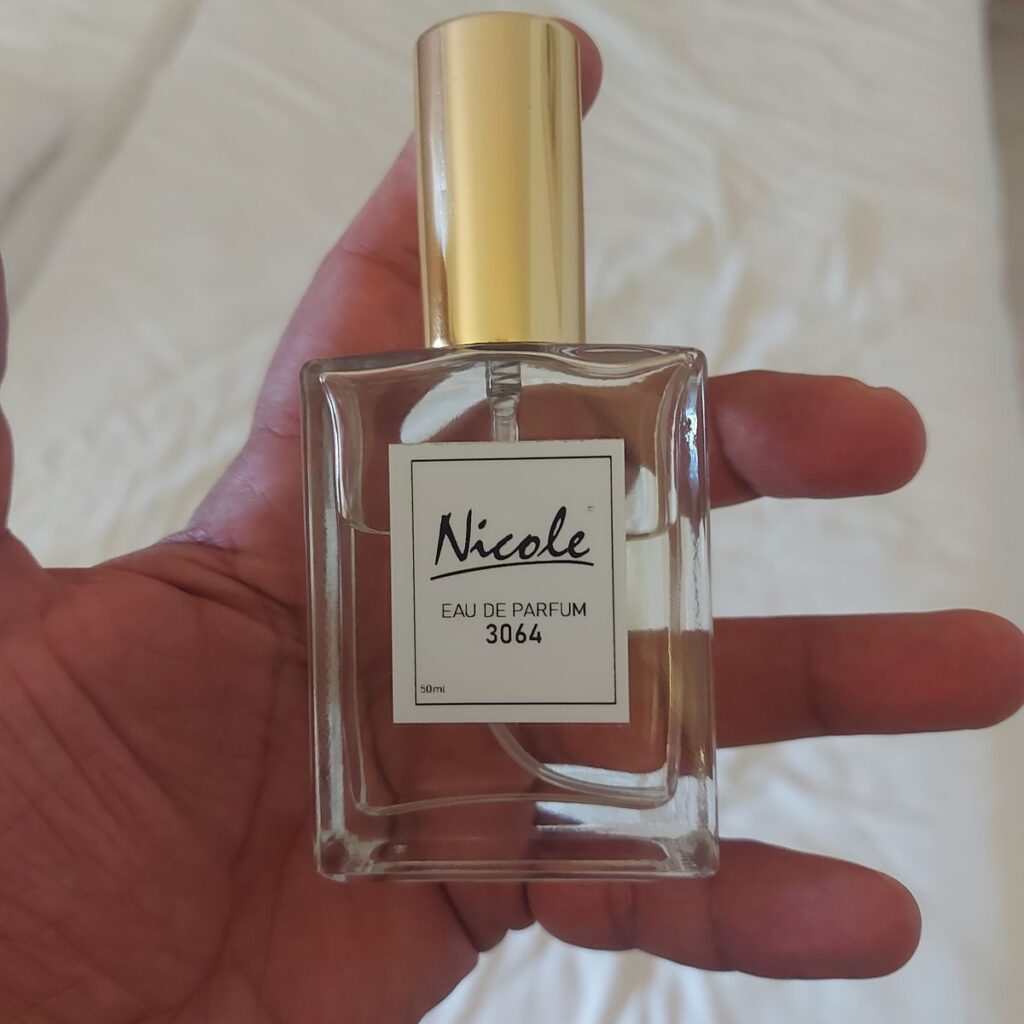 Nicole
EAU DE PARFUM
3064
50ml